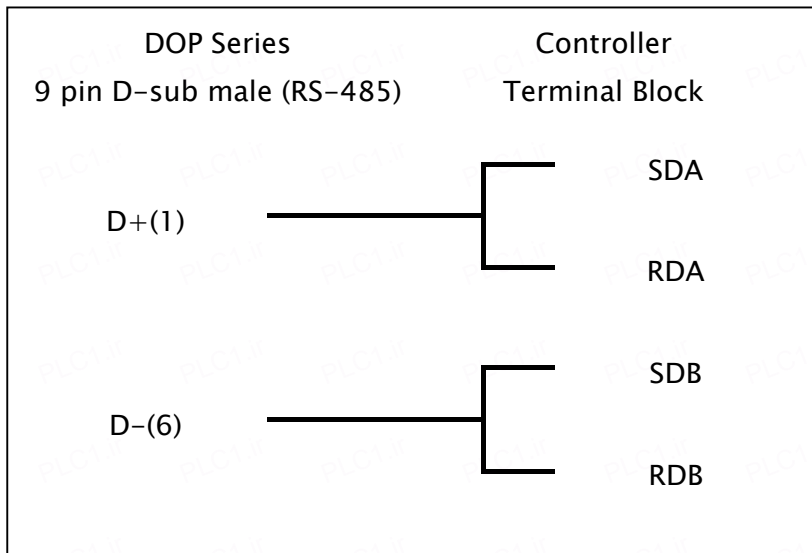 DOP Series Controller
9 pin D-sub male (RS-485) Terminal Block
SDA
D+(1)
RDA
SDB
D-(6)
RDB